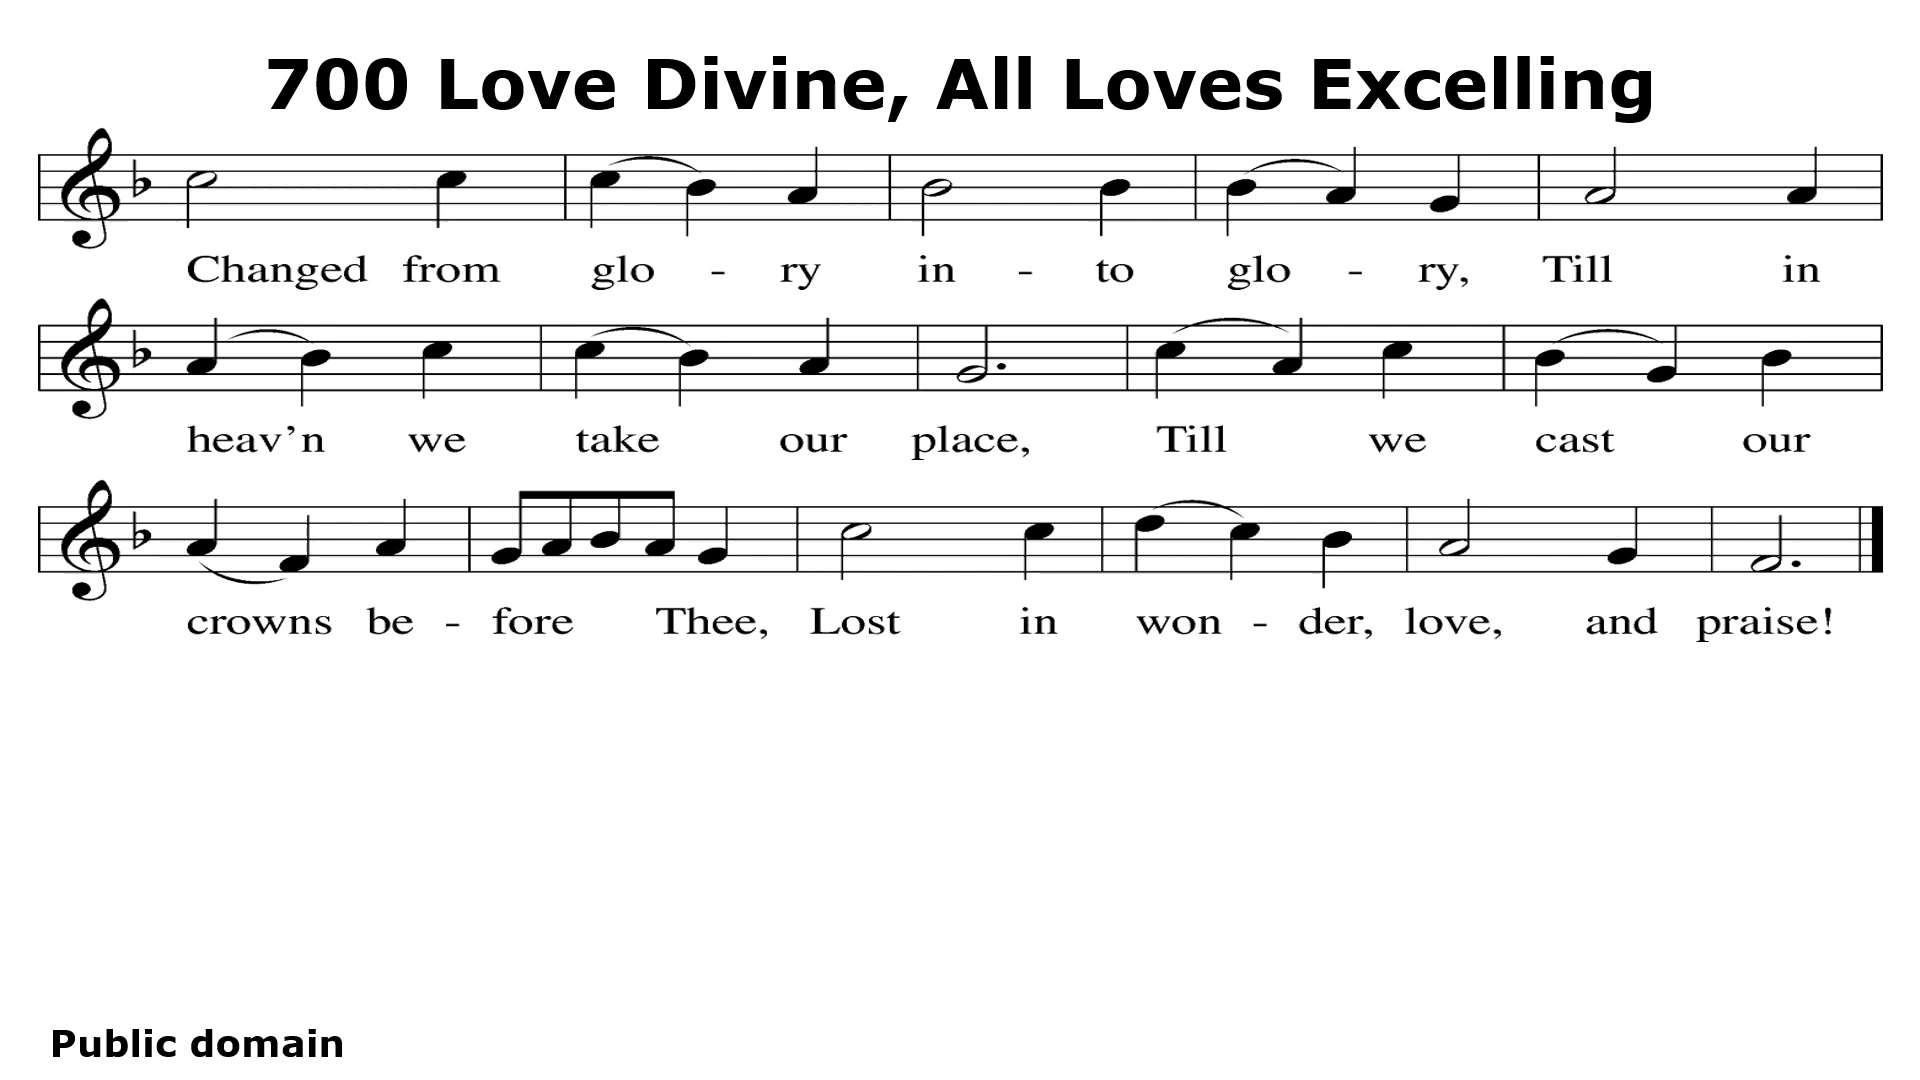 700 Love Divine, All Loves Excelling
Changed from glo - ry in - to glo - ry, Till in
heav’n we take our place, Till we cast our
crowns be - fore Thee, Lost in won - der, love, and praise!
Public domain